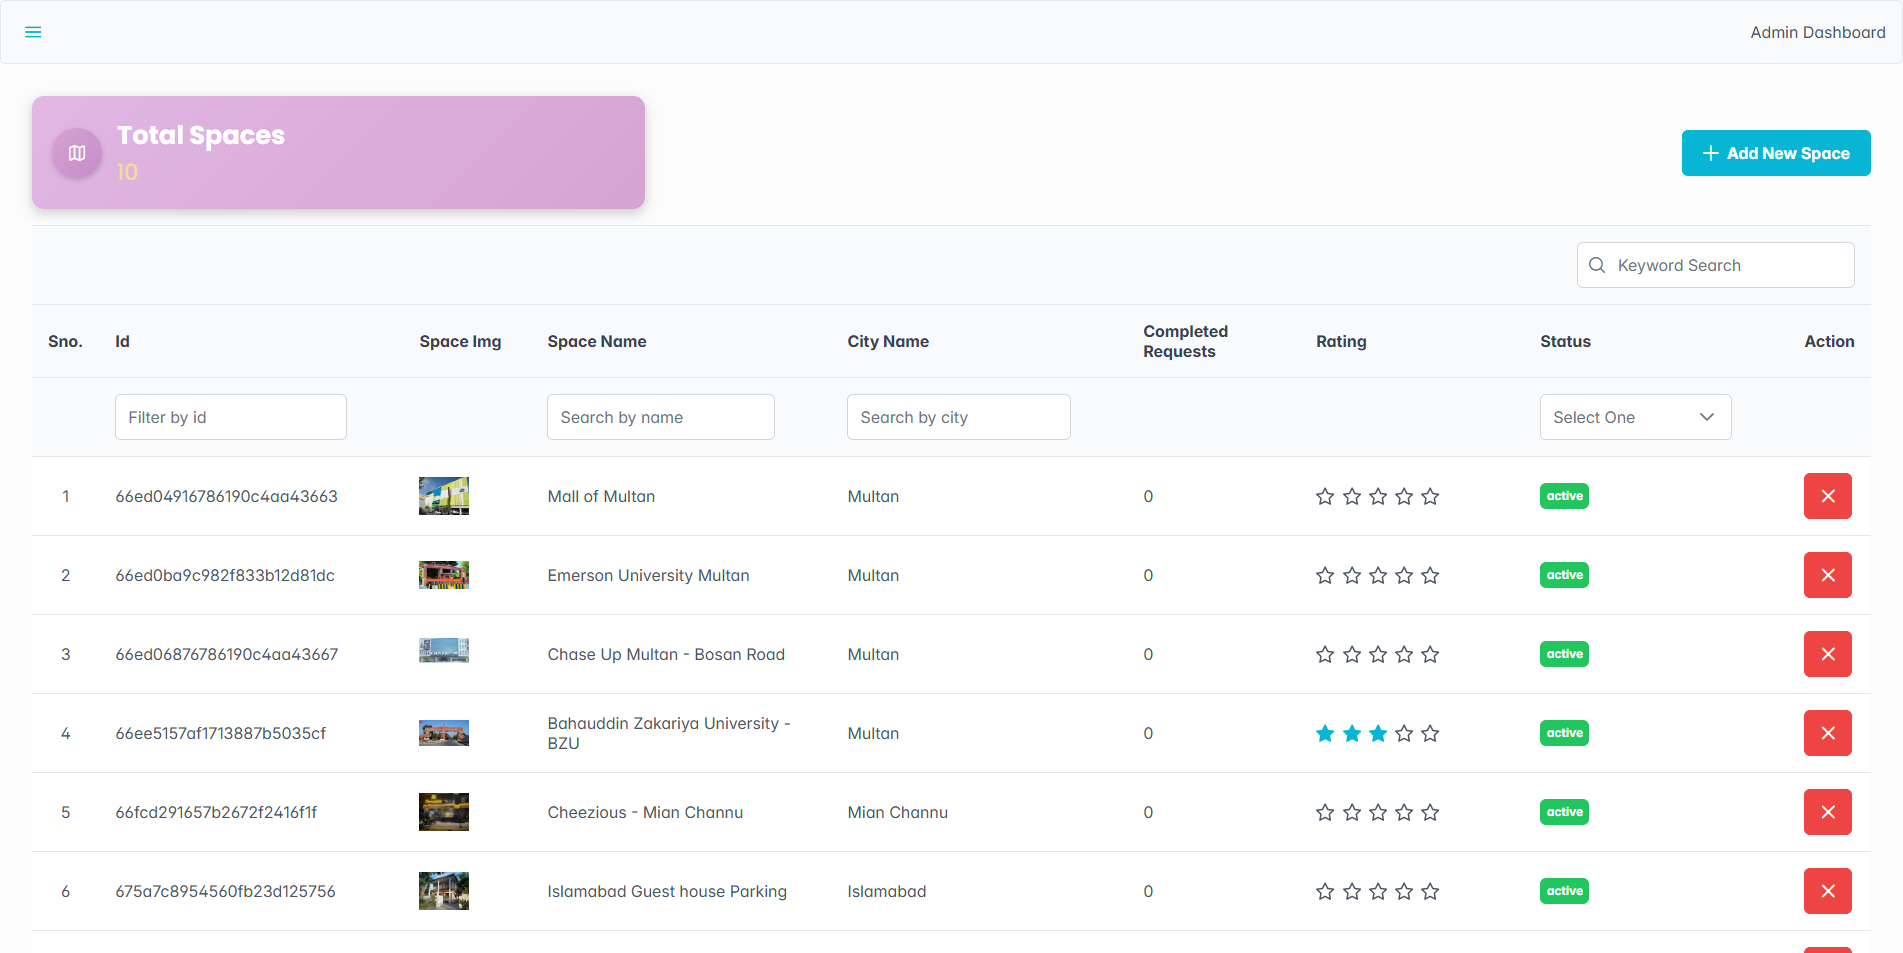 Admin Dashboard
Total Spaces
10
Add New Space
Keyword Search
Sno. Id Space Img Space Name City Name Completed Requests Rating Status Action
Filter by id Search by name Search by city Select One
1 66ed04916786190c4aa43663 Mall of Multan Multan 0 active
2 66ed0ba9c982f833b12d81dc Emerson University Multan Multan 0 active
3 66ed06876786190c4aa43667 Chase Up Multan - Bosan Road Multan 0 active
4 66ee5157af1713887b5035cf Bahauddin Zakariya University - BZU Multan 0 active
5 66fcd291657b2672f2416f1f Cheezious - Mian Channu Mian Channu 0 active
6 675a7c8954560fb23d125756 Islamabad Guest house Parking Islamabad 0 active